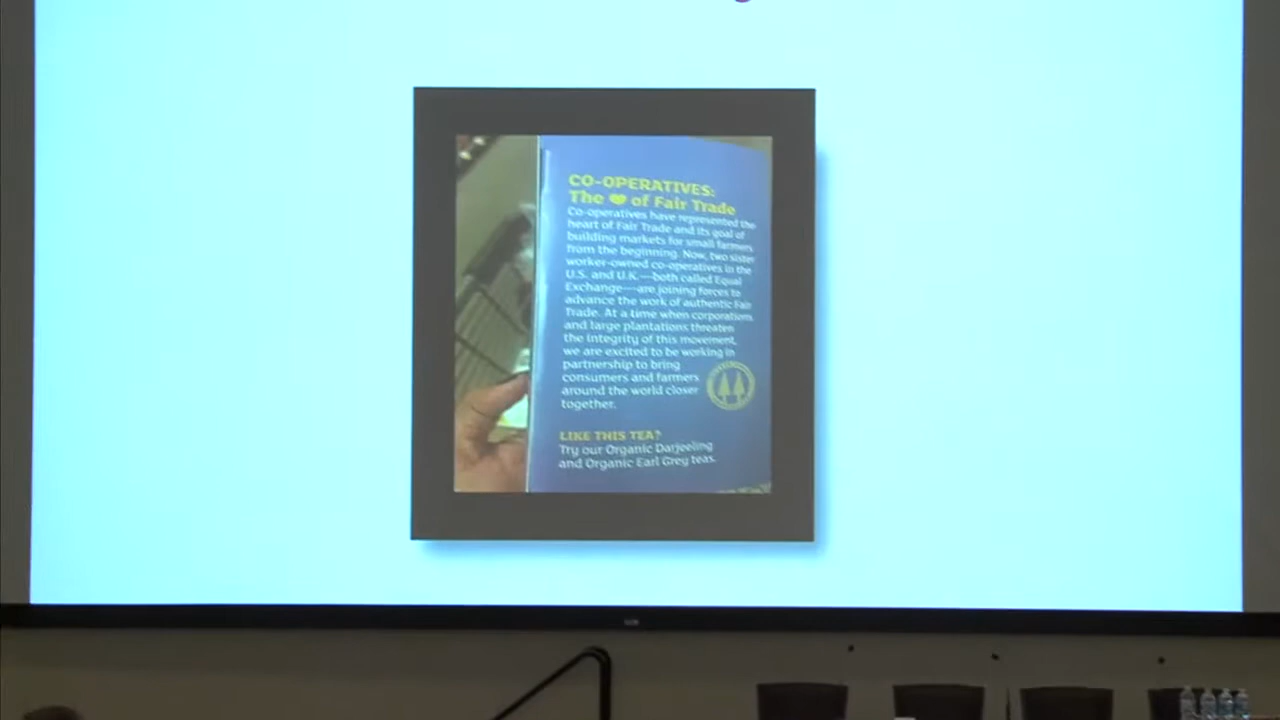 CO-OPERATIVES:
The ♥ of Fair Trade
Co-operatives have represented the
heart of Fair Trade and its goal of
building markets for small farmers
from the beginning. Now, two sister
worker-owned co-operatives in the
U.S. and U.K.—both called Equal
Exchange—are joining forces to
advance the work of authentic Fair
Trade. At a time when corporations
and large plantations threaten
the integrity of this movement,
we are excited to be working in
partnership to bring
consumers and farmers
around the world closer
together.
LIKE THIS TEA?
Try our Organic Darjeeling
and Organic Earl Grey teas.